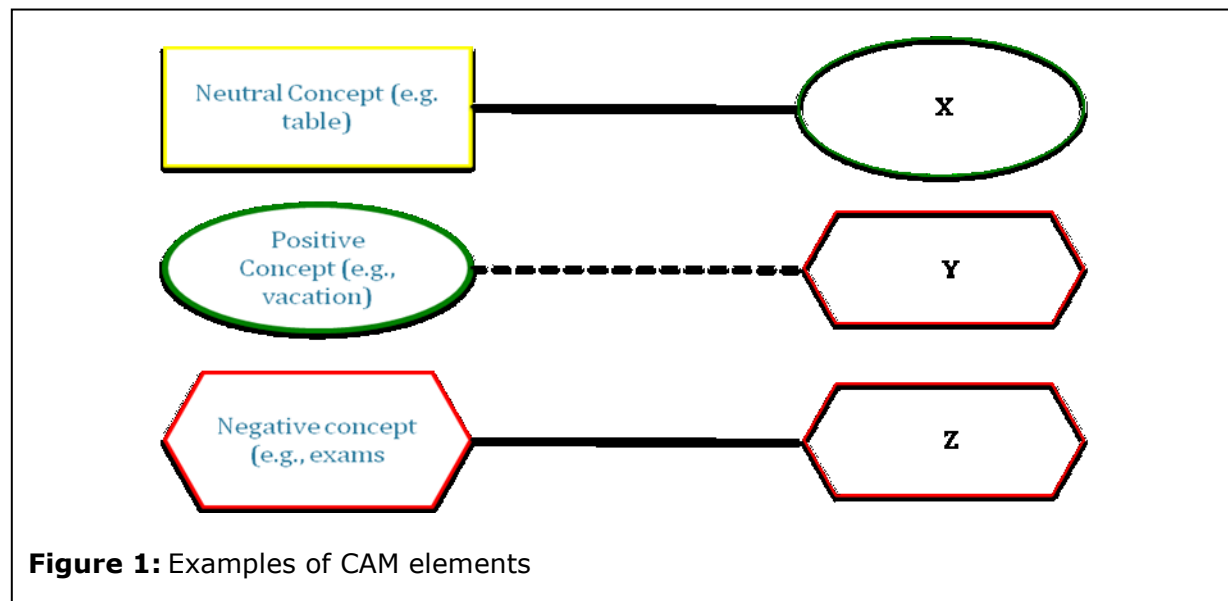 Neutral Concept (e.g.
table)
X
Positive
Concept (e.g.,
vacation)
Y
Negative concept
(e.g., exams
Z
Figure 1: Examples of CAM elements